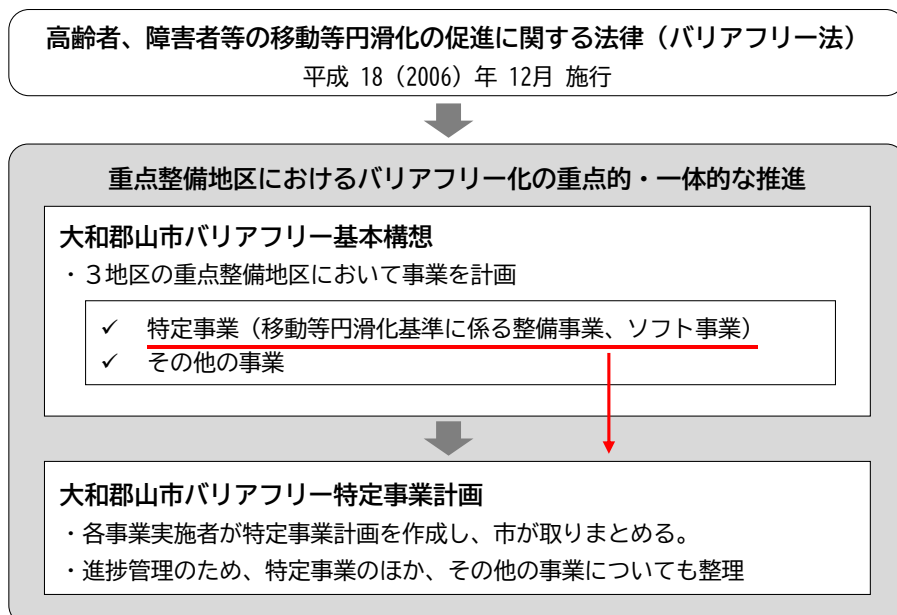 高齢者、障害者等の移動等円滑化の促進に関する法律（バリアフリー法）
平成 18（2006）年 12月 施行
重点整備地区におけるバリアフリー化の重点的・一体的な推進
大和郡山市バリアフリー基本構想
・３地区の重点整備地区において事業を計画
✓ 特定事業（移動等円滑化基準に係る整備事業、ソフト事業）
✓ その他の事業
大和郡山市バリアフリー特定事業計画
・各事業実施者が特定事業計画を作成し、市が取りまとめる。
・進捗管理のため、特定事業のほか、その他の事業についても整理